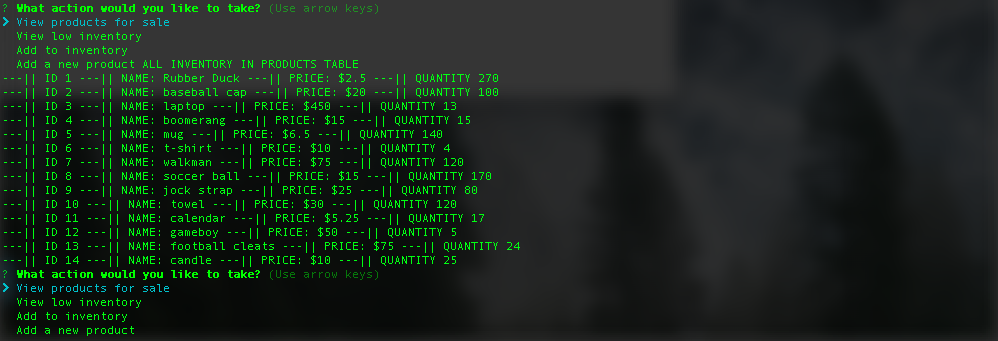 ? What action would you like to take? (Use arrow keys)
❯ View products for sale
View low inventory
Add to inventory
Add a new product ALL INVENTORY IN PRODUCTS TABLE
---|| ID 1 ---|| NAME: Rubber Duck ---|| PRICE: $2.5 ---|| QUANTITY 270
---|| ID 2 ---|| NAME: baseball cap ---|| PRICE: $20 ---|| QUANTITY 100
---|| ID 3 ---|| NAME: laptop ---|| PRICE: $450 ---|| QUANTITY 13
---|| ID 4 ---|| NAME: boomerang ---|| PRICE: $15 ---|| QUANTITY 15
---|| ID 5 ---|| NAME: mug ---|| PRICE: $6.5 ---|| QUANTITY 140
---|| ID 6 ---|| NAME: t-shirt ---|| PRICE: $10 ---|| QUANTITY 4
---|| ID 7 ---|| NAME: walkman ---|| PRICE: $75 ---|| QUANTITY 120
---|| ID 8 ---|| NAME: soccer ball ---|| PRICE: $15 ---|| QUANTITY 170
---|| ID 9 ---|| NAME: jock strap ---|| PRICE: $25 ---|| QUANTITY 80
---|| ID 10 ---|| NAME: towel ---|| PRICE: $30 ---|| QUANTITY 120
---|| ID 11 ---|| NAME: calendar ---|| PRICE: $5.25 ---|| QUANTITY 17
---|| ID 12 ---|| NAME: gameboy ---|| PRICE: $50 ---|| QUANTITY 5
---|| ID 13 ---|| NAME: football cleats ---|| PRICE: $75 ---|| QUANTITY 24
---|| ID 14 ---|| NAME: candle ---|| PRICE: $10 ---|| QUANTITY 25
? What action would you like to take? (Use arrow keys)
❯ View products for sale
View low inventory
Add to inventory
Add a new product